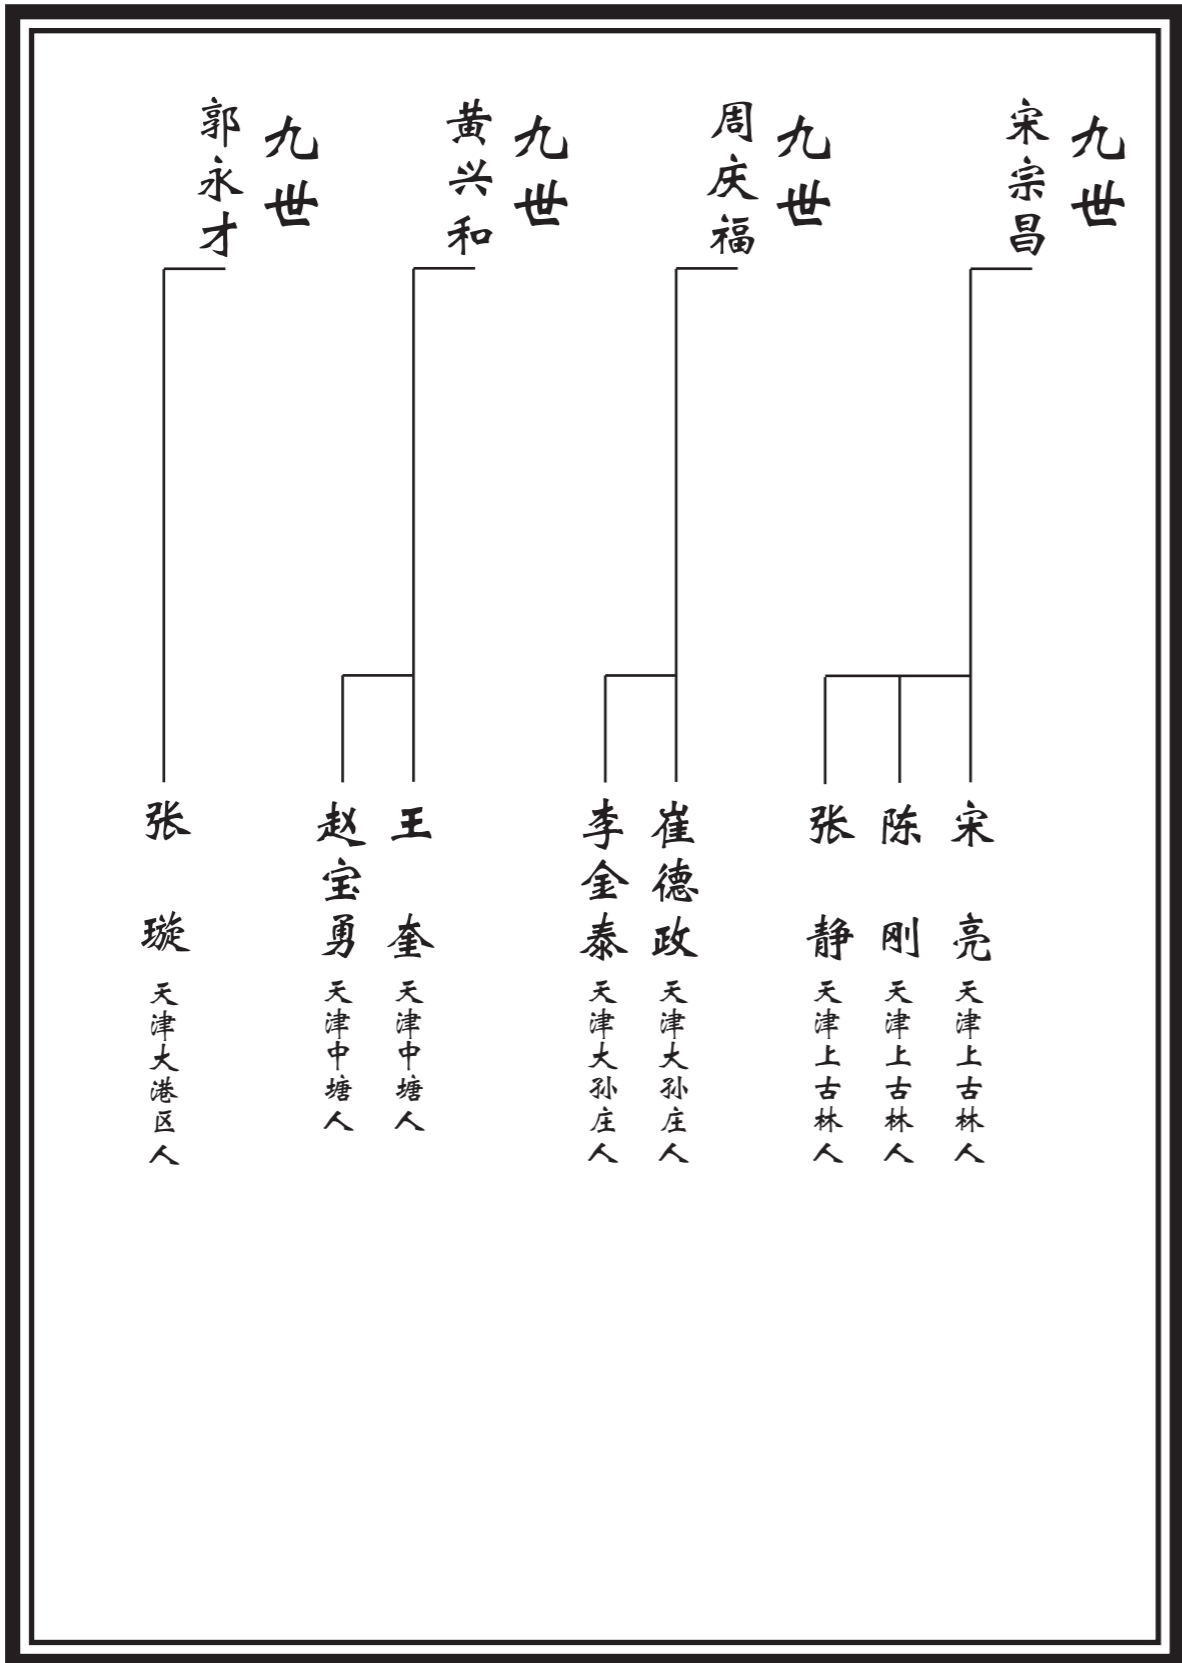 九世
宋宗昌
宋亮 天津上古林人
陈刚 天津上古林人
张静 天津上古林人
九世
周庆福
崔德政 天津大孙庄人
李金泰 天津大孙庄人
九世
黄兴和
王奎 天津中塘人
赵宝勇 天津中塘人
九世
郭永才
张璇 天津大港区人